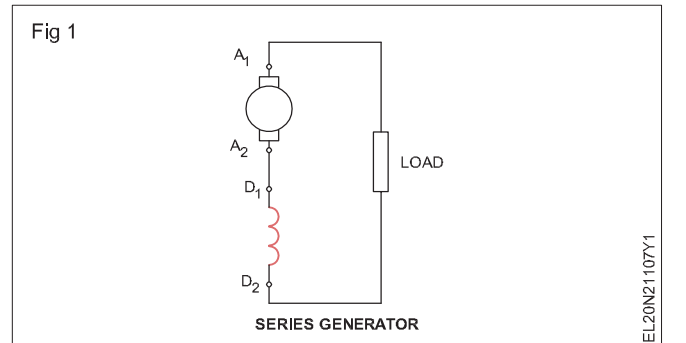 Fig 1
A₁
A₂
D₁
D₂
LOAD
SERIES GENERATOR
EL20N21107Y1